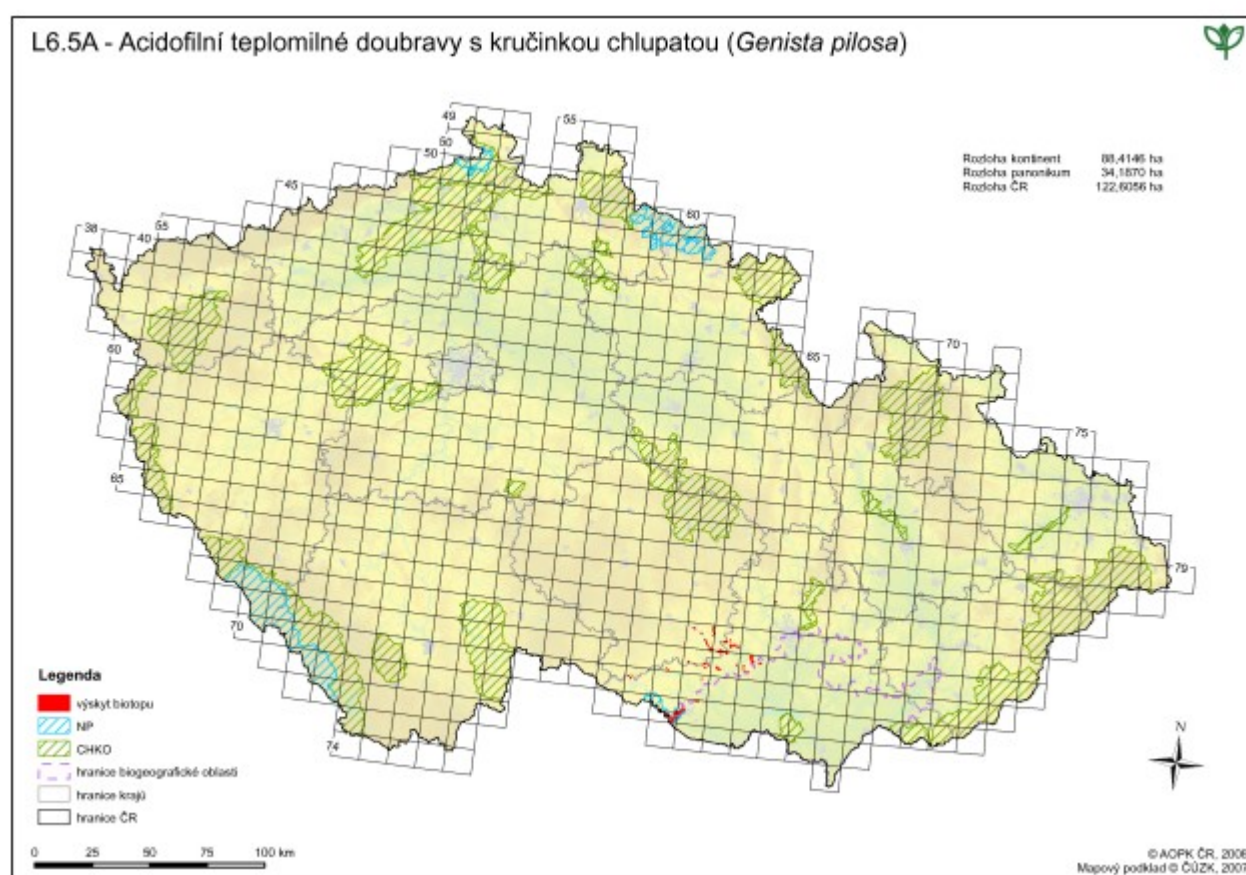 L6.5A - Acidofilní teplomilné doubravy s kručinkou chlupatou (Genista pilosa)
Rozloha kontinent 88,4146 ha
Rozloha panonikum 34,1870 ha
Rozloha ČR 122,6056 ha
49
50
50
55
45
60
38
40
55
60
65
70
75
65
79
70
74
Legenda
výskyt biotopu
NP
CHKO
hranice biogeografické oblasti
hranice krajů
hranice ČR
0 25 50 75 100 km
N
© AOPK ČR, 2006
Mapový podklad © ČÚZK, 2007